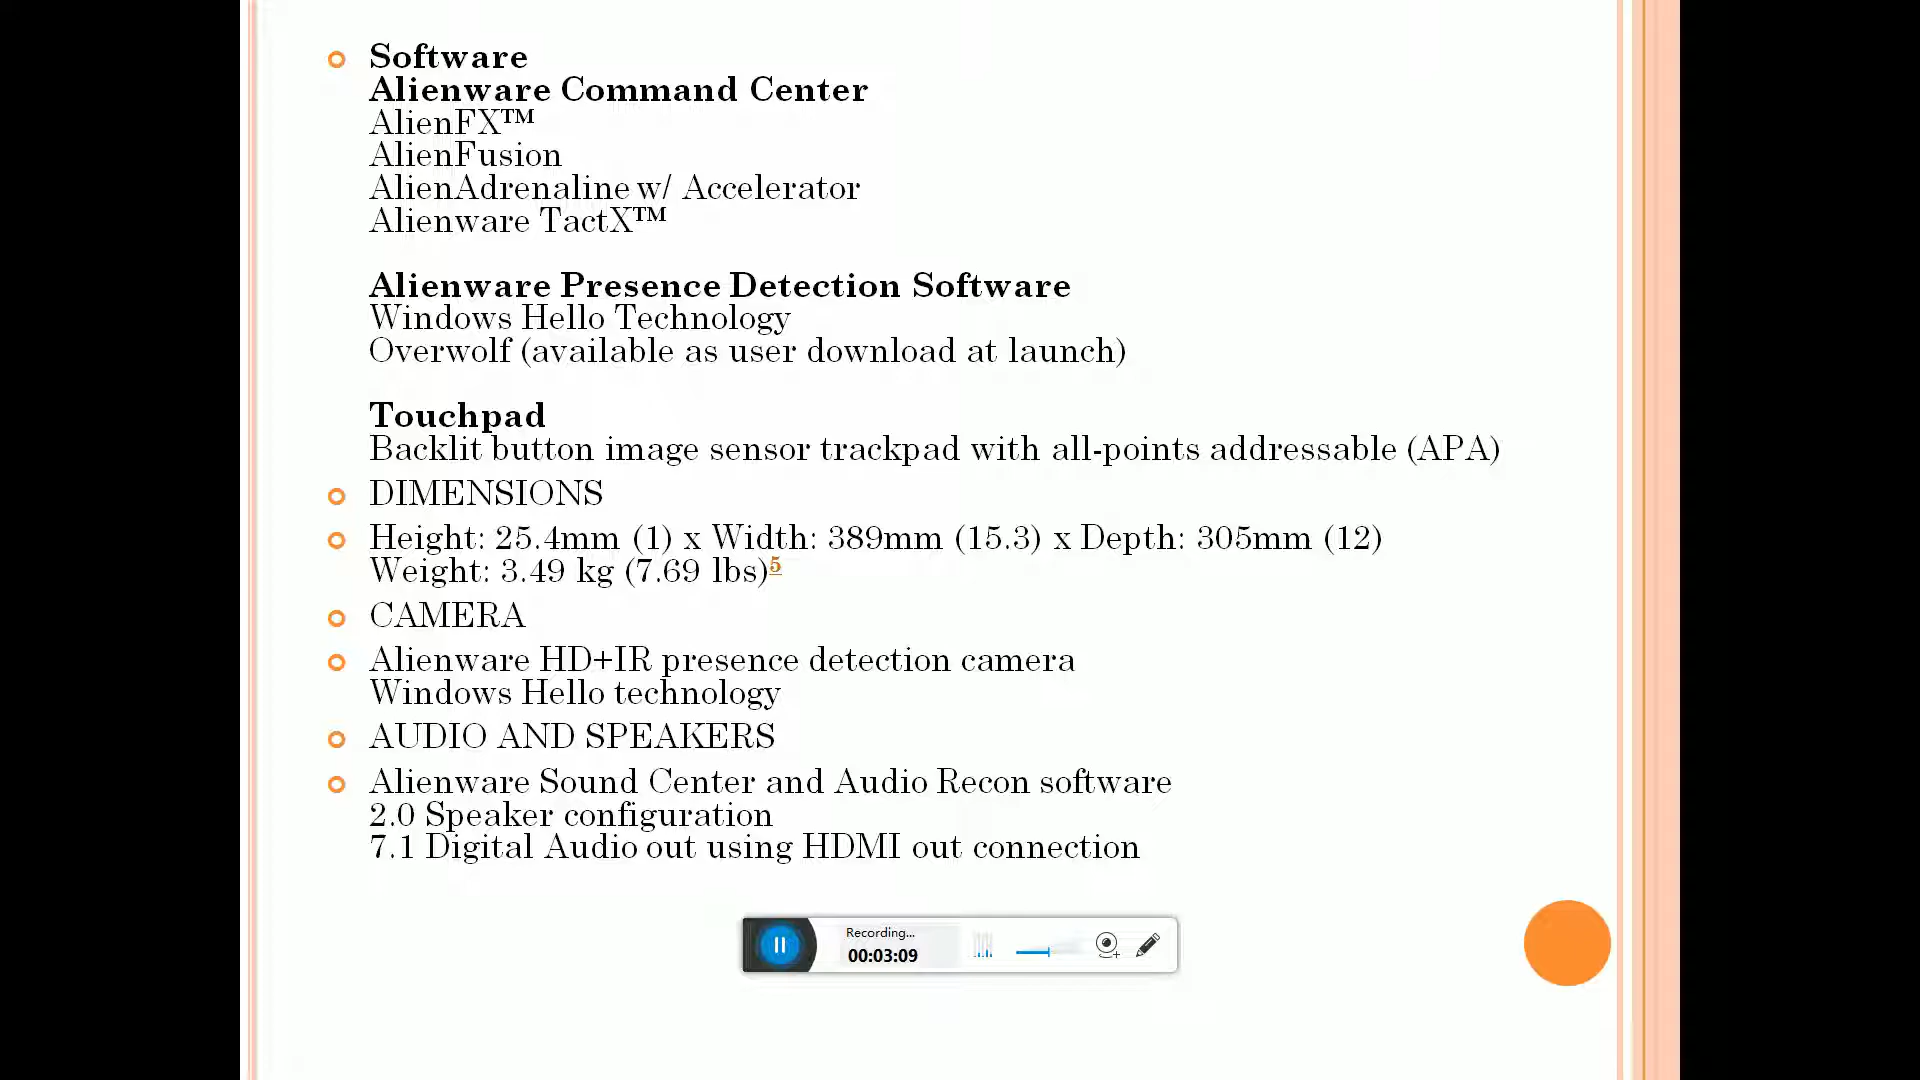 Software
Alienware Command Center
AlienFX™
AlienFusion
AlienAdrenaline w/ Accelerator
Alienware TactX™
Alienware Presence Detection Software
Windows Hello Technology
Overwolf (available as user download at launch)
Touchpad
Backlit button image sensor trackpad with all-points addressable (APA)
DIMENSIONS
Height: 25.4mm (1) x Width: 389mm (15.3) x Depth: 305mm (12)
Weight: 3.49 kg (7.69 lbs)5
CAMERA
Alienware HD+IR presence detection camera
Windows Hello technology
AUDIO AND SPEAKERS
Alienware Sound Center and Audio Recon software
2.0 Speaker configuration
7.1 Digital Audio out using HDMI out connection
Recording...
00:03:09